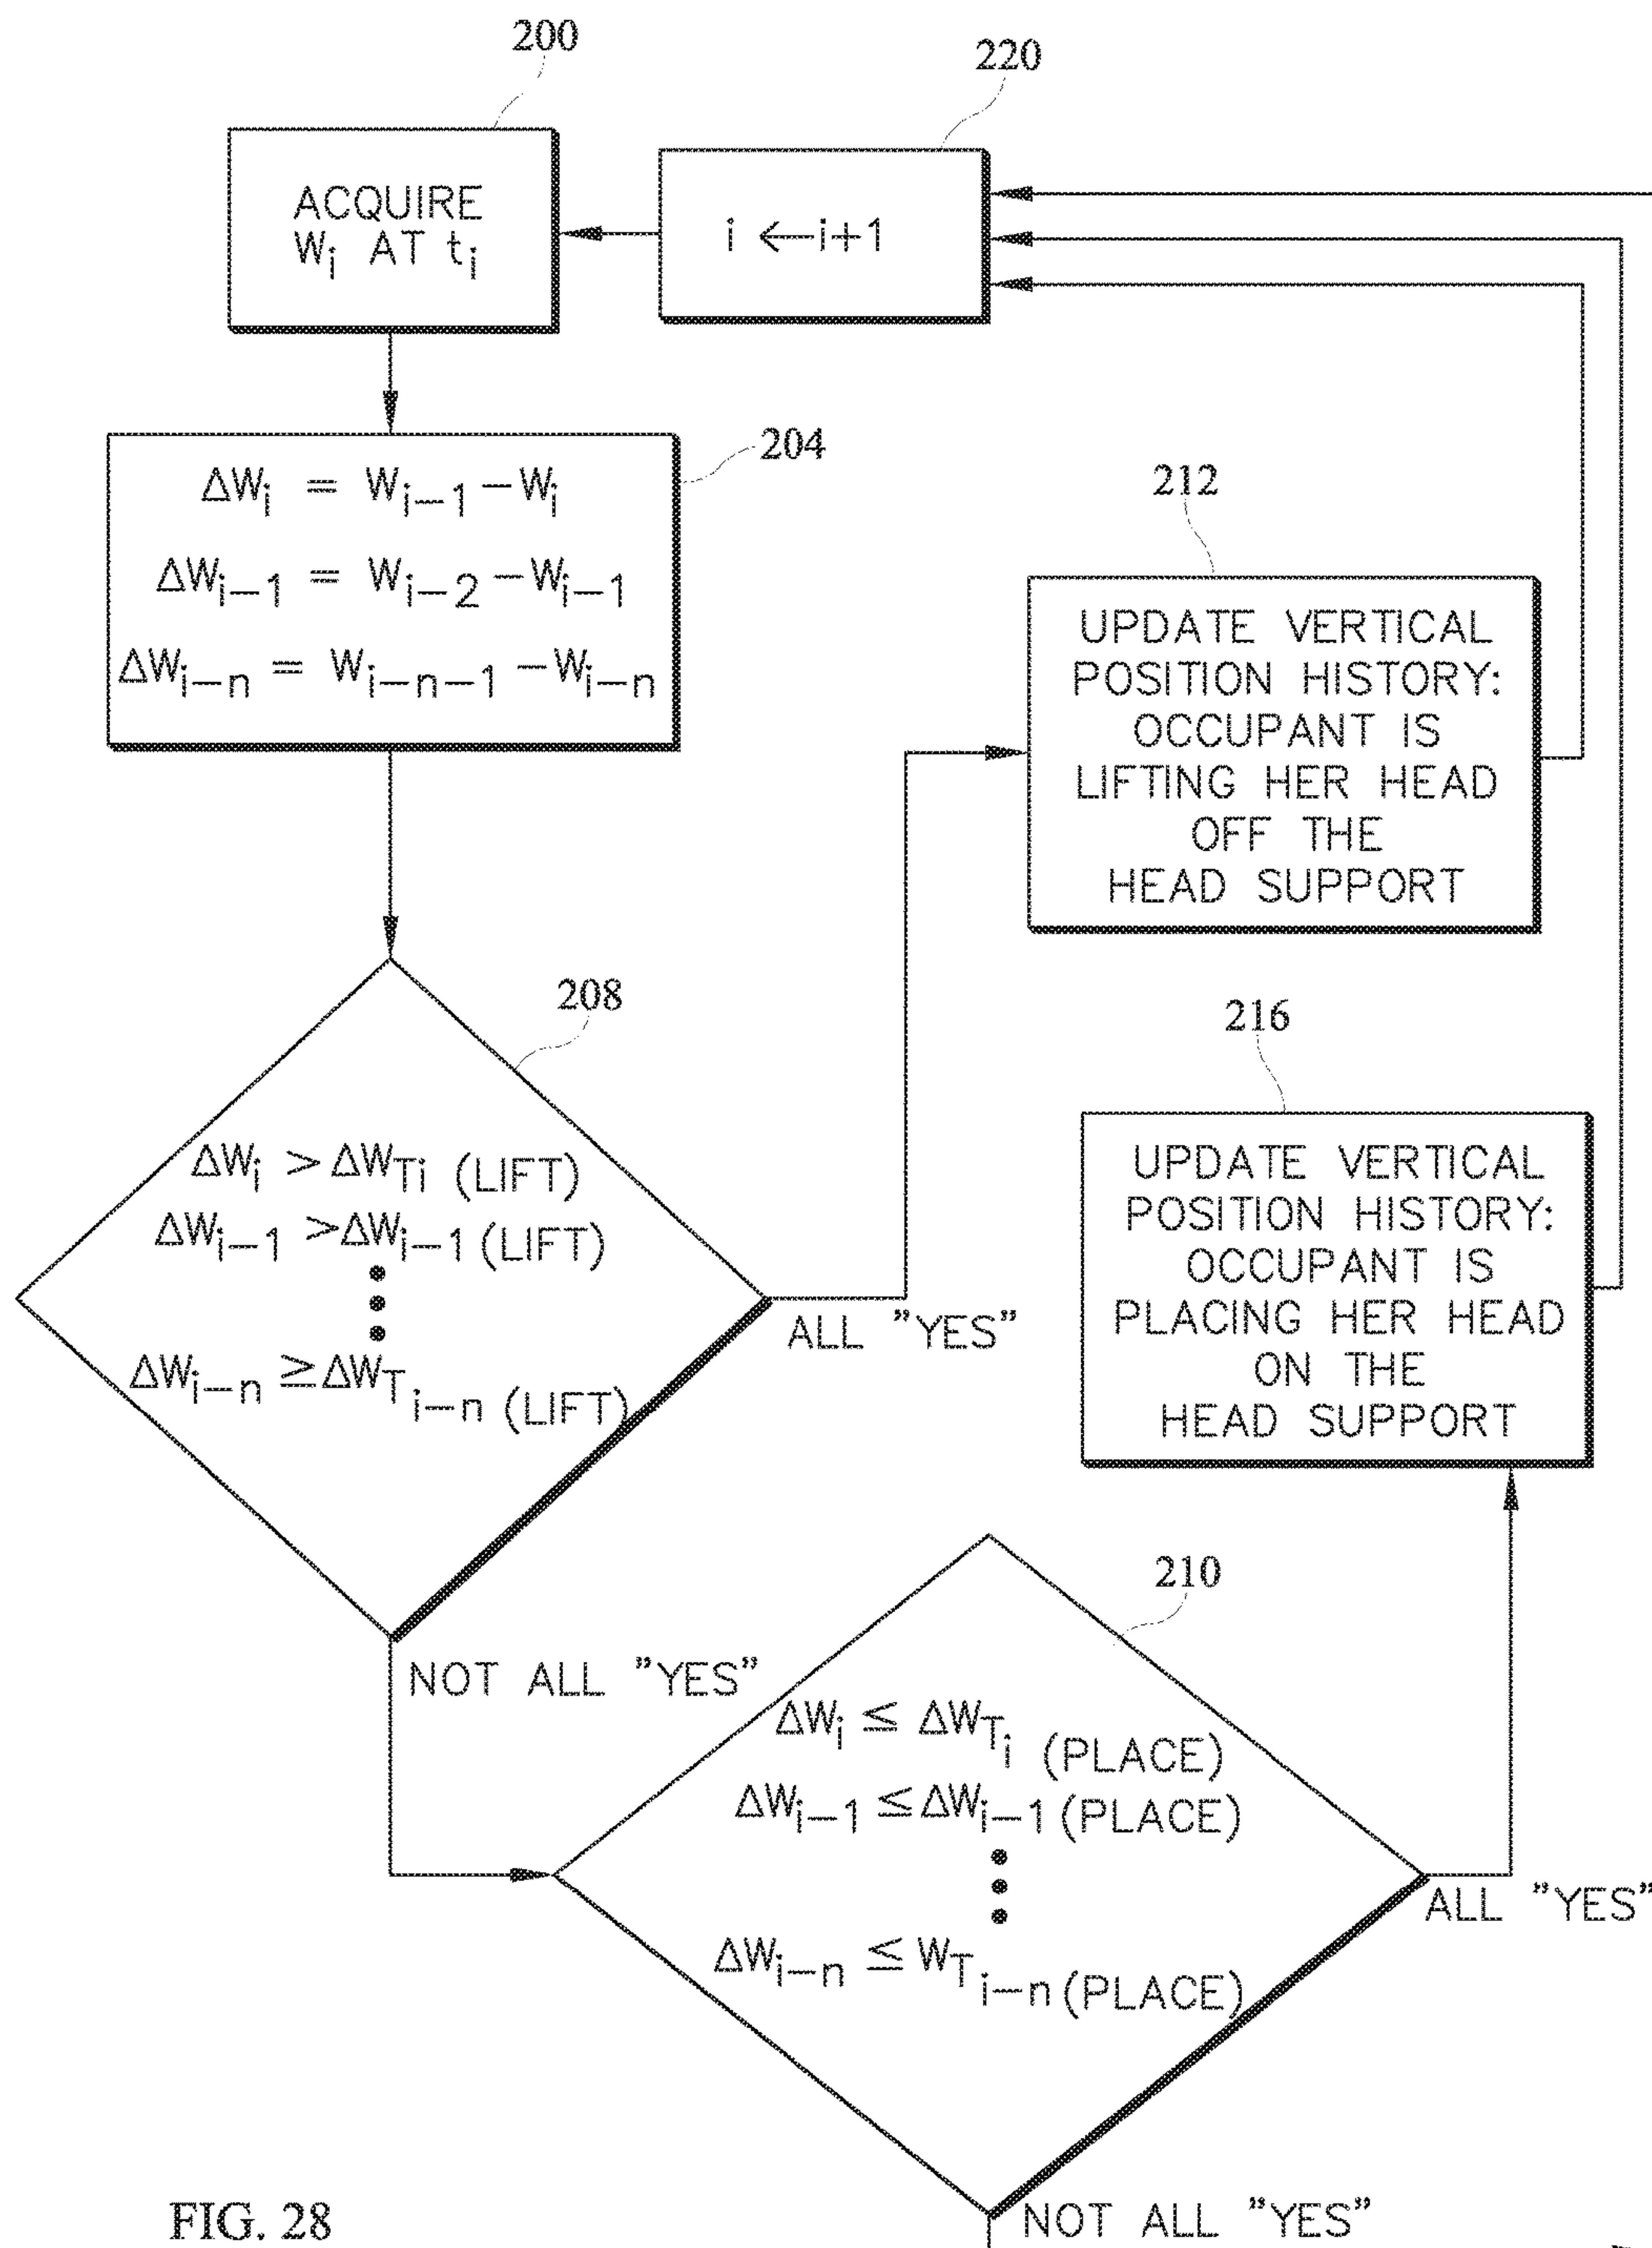 200
220
ACQUIRE
Wi AT ti
i ←i+1
204
ΔWi = Wi−1 −Wi
ΔWi−1 = Wi−2 −Wi−1
ΔWi−n = Wi−n−1 −Wi−n
212
UPDATE VERTICAL
POSITION HISTORY:
OCCUPANT IS
LIFTING HER HEAD
OFF THE
HEAD SUPPORT
208
ΔWi > ΔWTi (LIFT)
ΔWi−1 >ΔWi−1 (LIFT)
ΔWi−n ≥ΔWTi−n (LIFT)
ALL ”YES”
216
UPDATE VERTICAL
POSITION HISTORY:
OCCUPANT IS
PLACING HER HEAD
ON THE
HEAD SUPPORT
NOT ALL ”YES”
210
ΔWi ≤ ΔWTi (PLACE)
ΔWi−1 ≤ΔWi−1 (PLACE)
ΔWi−n ≤ WTi−n (PLACE)
ALL ”YES”
NOT ALL ”YES”
FIG. 28